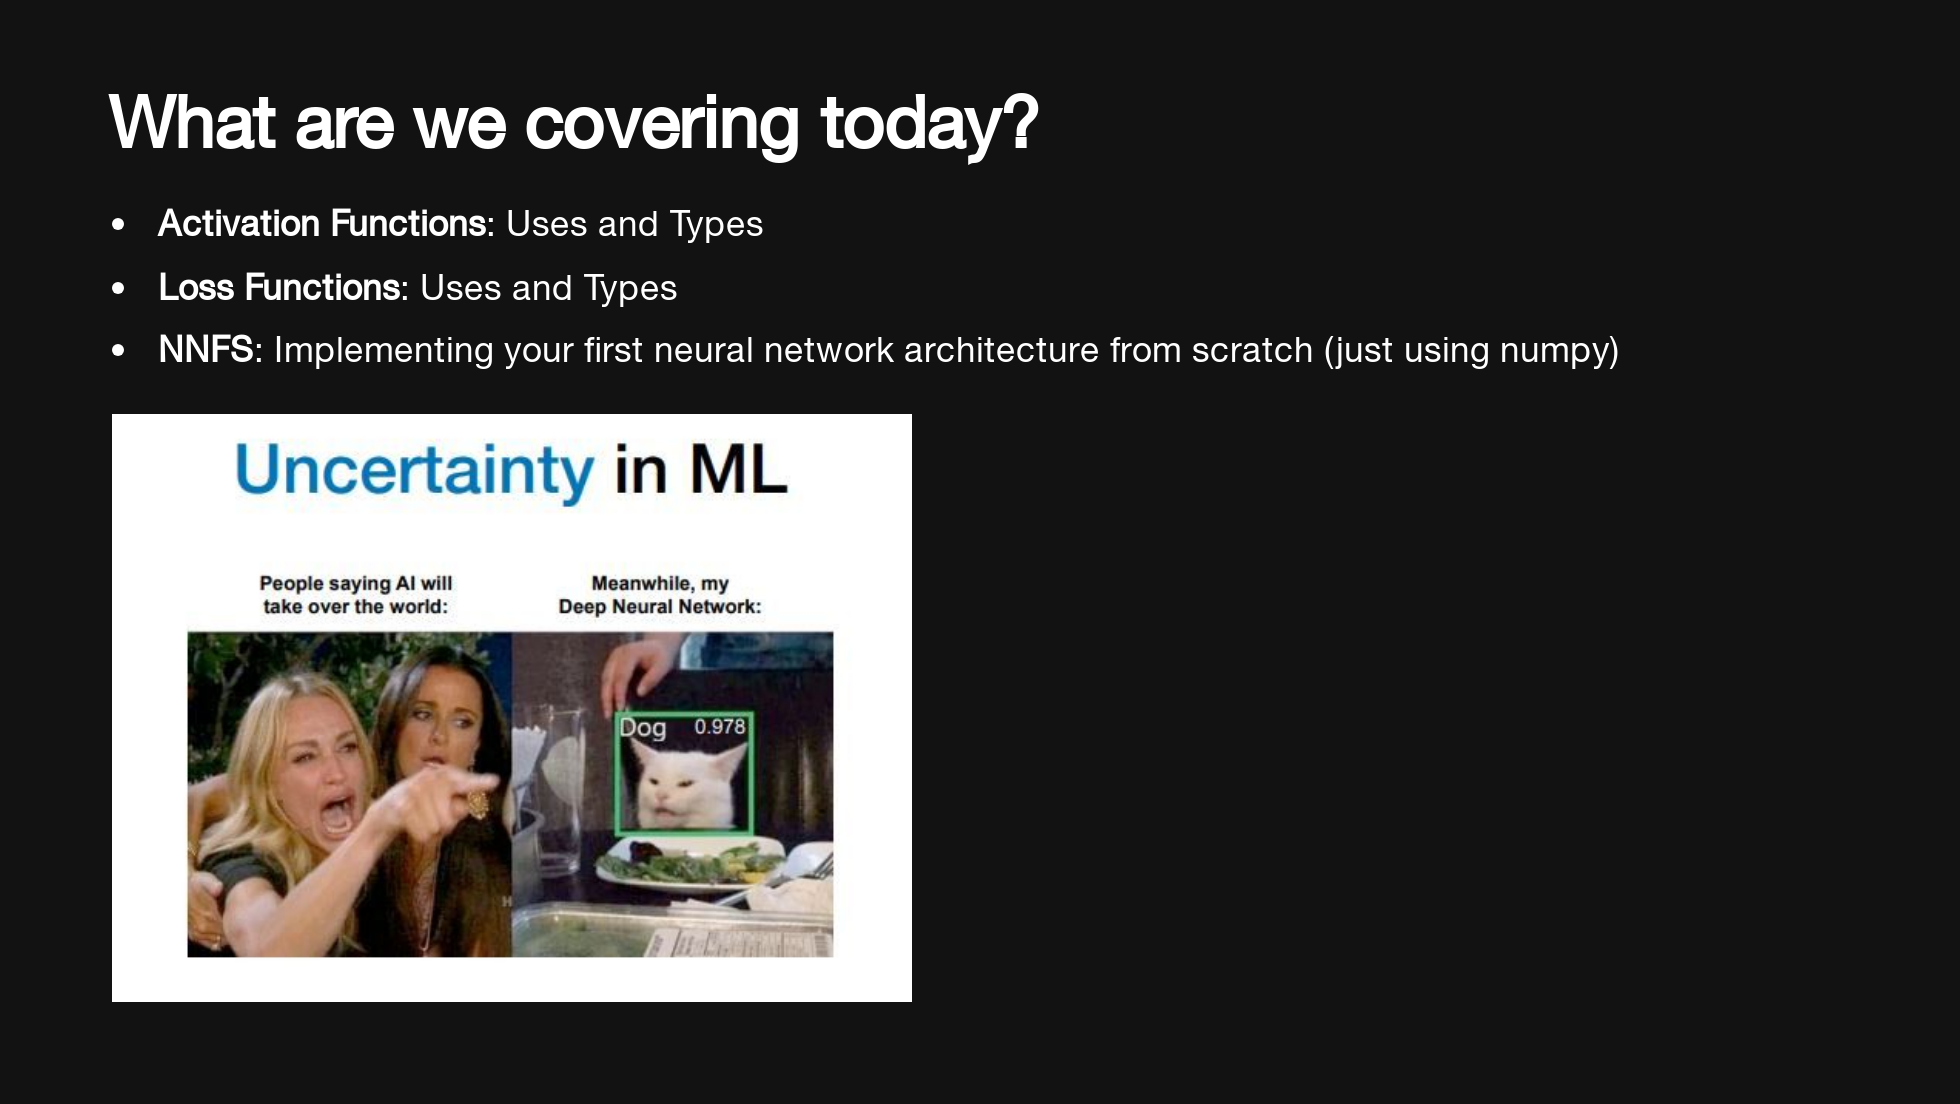 What are we covering today?
• Activation Functions: Uses and Types
• Loss Functions: Uses and Types
• NNFS: Implementing your first neural network architecture from scratch (just using numpy)
Uncertainty in ML
People saying AI will
take over the world:
Meanwhile, my
Deep Neural Network:
Dog 0.978